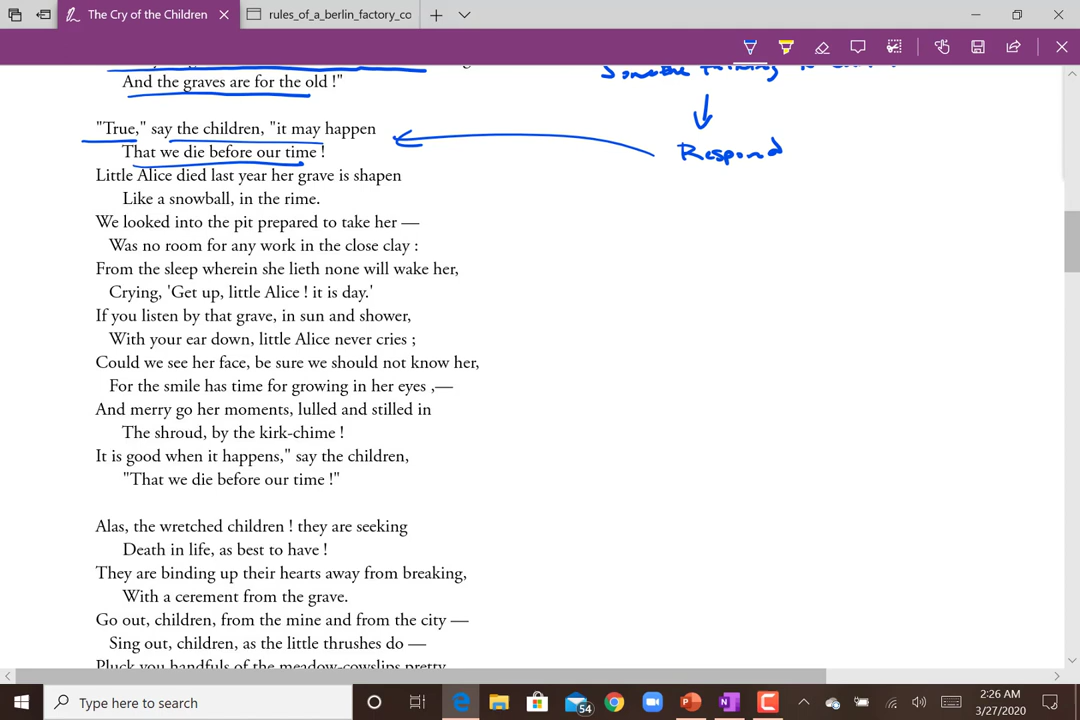 The Cry of the Children
rules_of_a_berlin_factory_co
And the graves are for the old !"
"True," say the children, "it may happen
That we die before our time !
Respond
Little Alice died last year her grave is shapen
Like a snowball, in the rime.
We looked into the pit prepared to take her —
Was no room for any work in the close clay :
From the sleep wherein she lieth none will wake her,
Crying, 'Get up, little Alice ! it is day.'
If you listen by that grave, in sun and shower,
With your ear down, little Alice never cries ;
Could we see her face, be sure we should not know her,
For the smile has time for growing in her eyes ,—
And merry go her moments, lulled and stilled in
The shroud, by the kirk-chime !
It is good when it happens," say the children,
"That we die before our time !"
Alas, the wretched children ! they are seeking
Death in life, as best to have !
They are binding up their hearts away from breaking,
With a cerement from the grave.
Go out, children, from the mine and from the city —
Sing out, children, as the little thrushes do —
Pluck you handfuls of the meadow-cowslips pretty
Type here to search
54
2:26 AM
3/27/2020